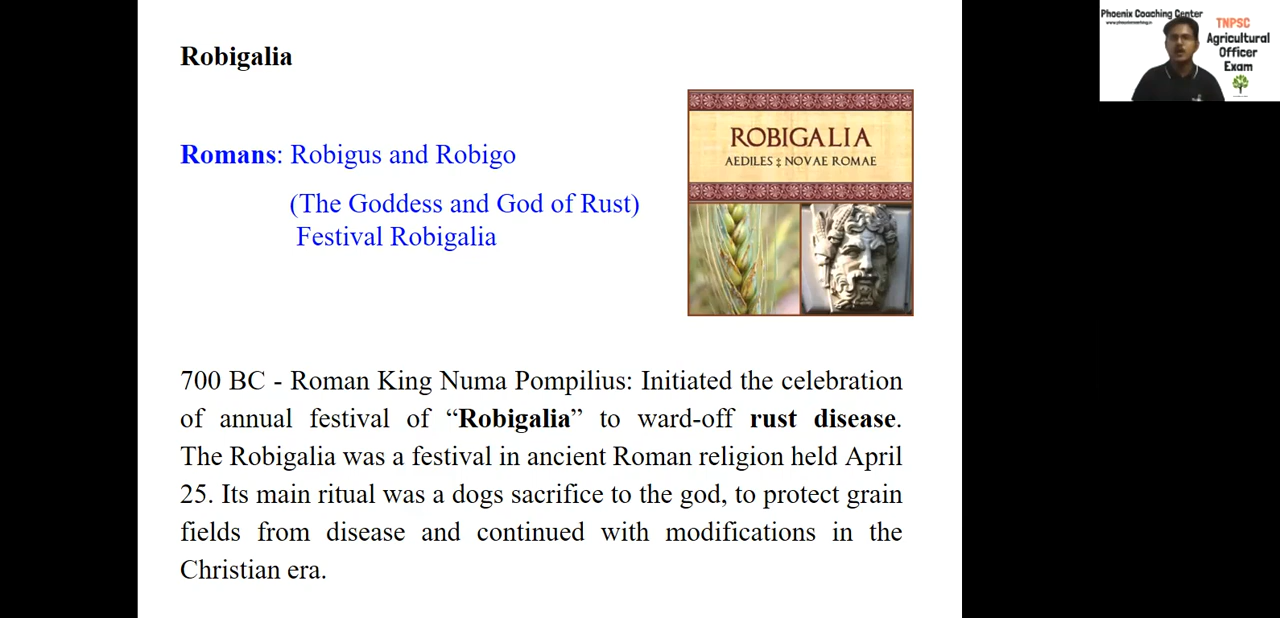 Robigalia
Romans: Robigus and Robigo
(The Goddess and God of Rust)
Festival Robigalia
ROBIGALIA
AEDILES ‡ NOVAE ROMAE
700 BC - Roman King Numa Pompilius: Initiated the celebration
of annual festival of “Robigalia” to ward-off rust disease.
The Robigalia was a festival in ancient Roman religion held April
25. Its main ritual was a dogs sacrifice to the god, to protect grain
fields from disease and continued with modifications in the
Christian era.
Phoenix Coaching Center
TNPSC
Agricultural
Officer
Exam